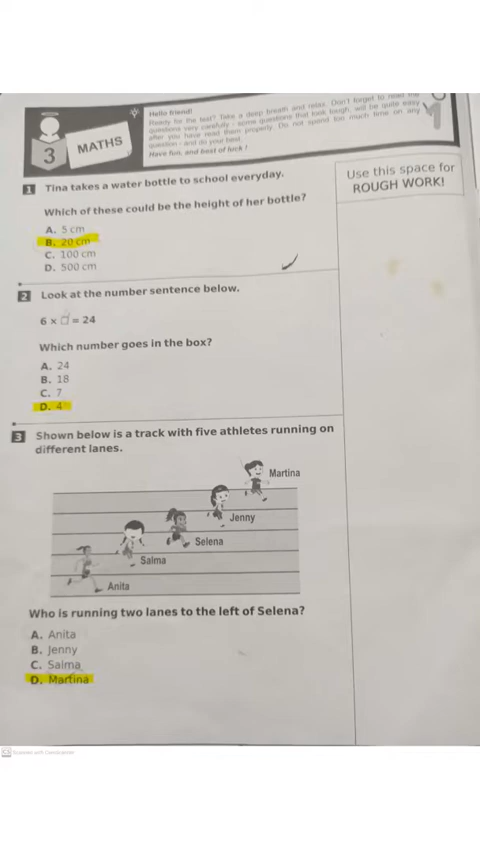 3
MATHS
Hello friend!
Ready for the test? Take a deep breath and relax. Don't forget to read the
questions very carefully - some questions that look tough, will be quite easy
after you have read them properly. Do not spend too much time on any
question - and do your best.
Have fun, and best of luck !
1 Tina takes a water bottle to school everyday.
Which of these could be the height of her bottle?
A. 5 cm
B. 20 cm
C. 100 cm
D. 500 cm
Use this space for
ROUGH WORK!
2 Look at the number sentence below.
6 × □ = 24
Which number goes in the box?
A. 24
B. 18
C. 7
D. 4
3 Shown below is a track with five athletes running on
different lanes.
Martina
Jenny
Selena
Salma
Anita
Who is running two lanes to the left of Selena?
A. Anita
B. Jenny
C. Salma
D. Martina
CS Scanned with CamScanner